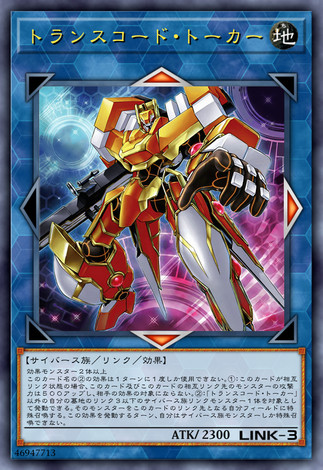 トランスコード・トーカー 地
【サイバース族/リンク/効果】
効果モンスター2体以上
このカード名の②の効果は1ターンに1度しか使用できない。①：このカードが相互
リンク状態の場合、このカード及びこのカードの相互リンク先のモンスターの攻撃
力は500アップし、相手の効果の対象にならない。②：「トランスコード・トーカー」
以外の自分の墓地のリンク3以下のサイバース族リンクモンスター1体を対象とし
て発動できる。そのモンスターをこのカードのリンク先となる自分フィールドに特
殊召喚する。この効果を発動するターン、自分はサイバース族モンスターしか特殊召
喚できない。
ATK/ 2300 LINK-3
46947713